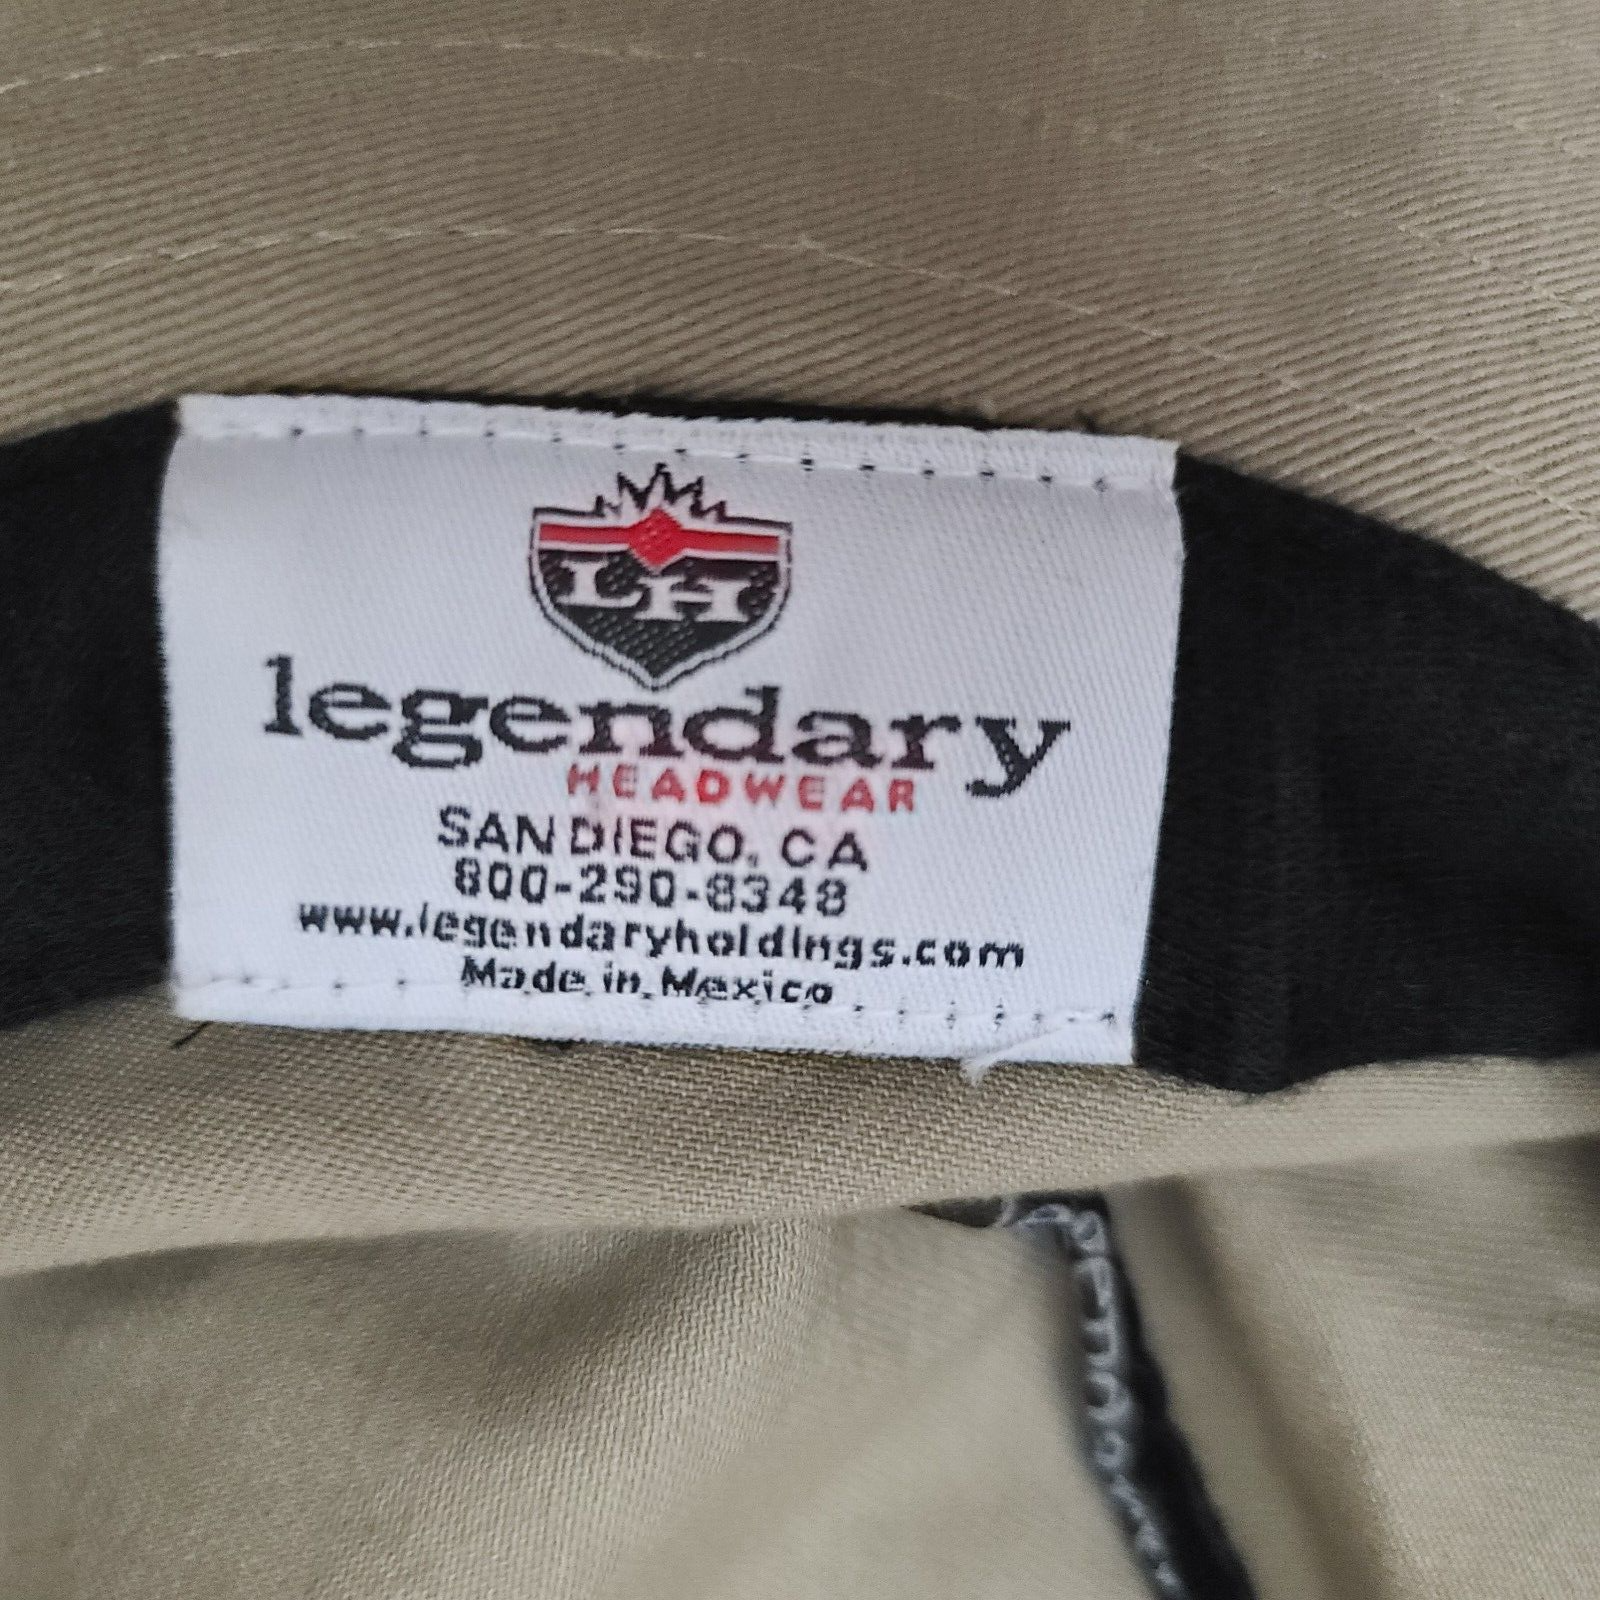 LH
legendary
HEADWEAR
SAN DIEGO, CA
800-290-8348
www.legendaryholdings.com
Made in Mexico